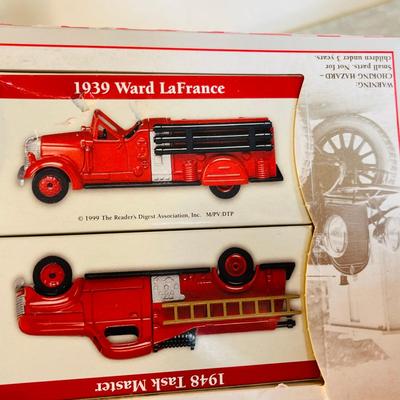 WARNING:
CHOKING HAZARD –
Small parts. Not for
children under 3 years.
1939 Ward LaFrance
© 1999 The Reader's Digest Association, Inc. M/PV/DTP
1948 Task Master